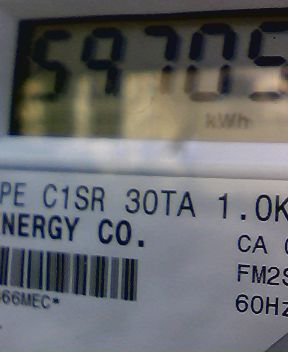 59705
kWh
PE C1SR 30TA 1.0K
NERGY CO.
CA
FM2S
66MEC*
60Hz